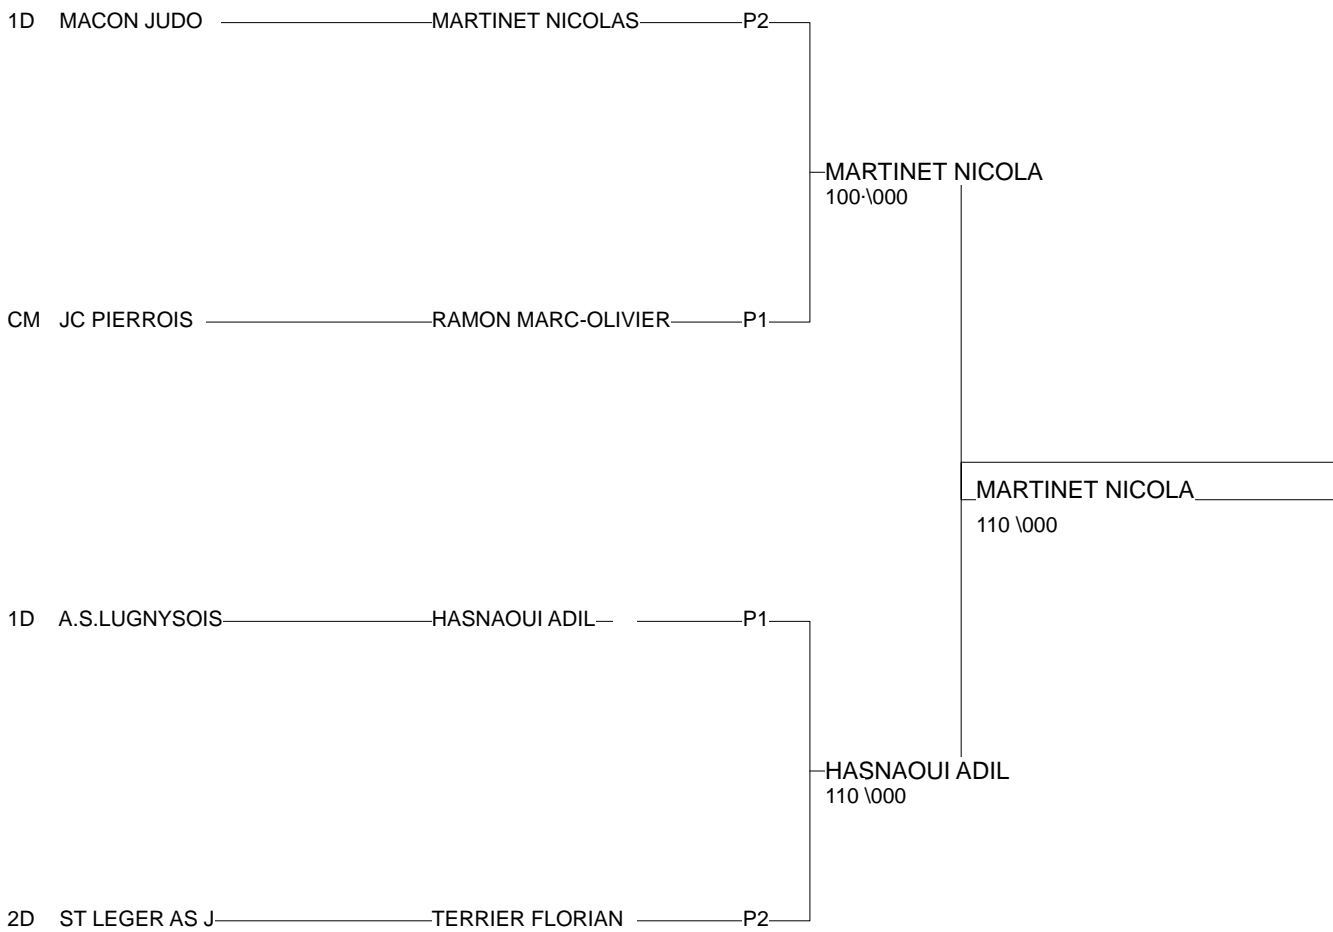 1D MACON JUDO MARTINET NICOLAS P2
MARTINET NICOLA
100·\000
CM JC PIERROIS RAMON MARC-OLIVIER P1
MARTINET NICOLA
110 \000
1D A.S.LUGNYSOIS HASNAOUI ADIL P1
HASNAOUI ADIL
110 \000
2D ST LEGER AS J TERRIER FLORIAN P2